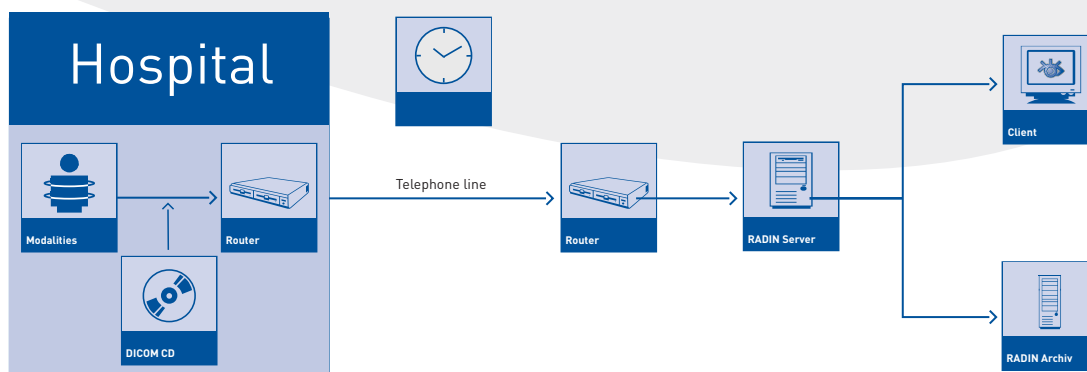 Hospital
Modalities
Router
DICOM CD
Telephone line
Router
RADIN Server
Client
RADIN Archiv